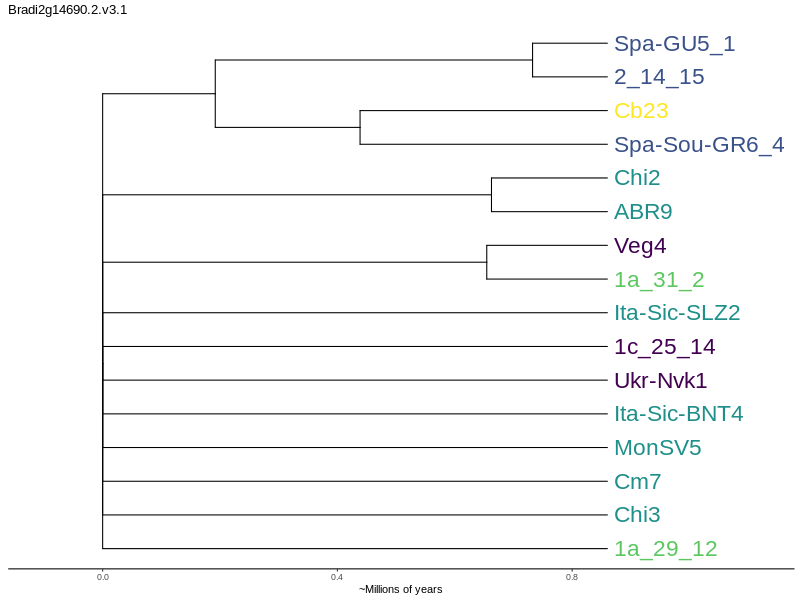 Bradi2g14690.2.v3.1
Spa-GU5_1
2_14_15
Cb23
Spa-Sou-GR6_4
Chi2
ABR9
Veg4
1a_31_2
Ita-Sic-SLZ2
1c_25_14
Ukr-Nvk1
Ita-Sic-BNT4
MonSV5
Cm7
Chi3
1a_29_12
0.0 0.4 0.8
~Millions of years